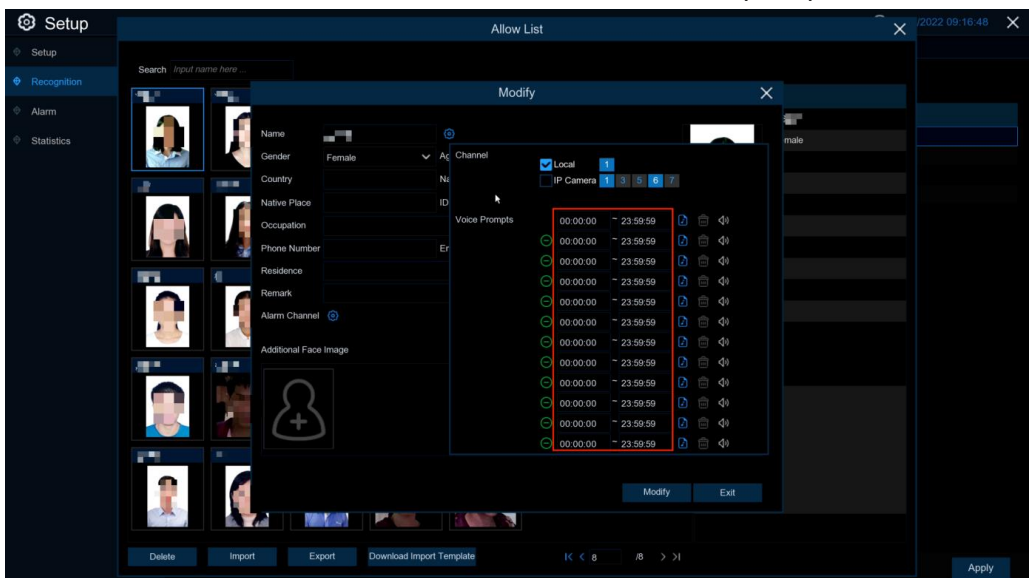 Setup
Allow List
/2022 09:16:48
Setup
Search Input name here ...
Recognition
Modify
Alarm
Name
Statistics
male
Gender Female Ag
Channel
Local 1
Country Na
IP Camera 1 3 5 6 7
Native Place ID
Voice Prompts
00:00:00 ~ 23:59:59
Occupation
00:00:00 ~ 23:59:59
Phone Number Em
00:00:00 ~ 23:59:59
Residence
00:00:00 ~ 23:59:59
Remark
00:00:00 ~ 23:59:59
Alarm Channel
00:00:00 ~ 23:59:59
00:00:00 ~ 23:59:59
Additional Face Image
00:00:00 ~ 23:59:59
00:00:00 ~ 23:59:59
00:00:00 ~ 23:59:59
00:00:00 ~ 23:59:59
00:00:00 ~ 23:59:59
Modify Exit
Delete Import Export Download Import Template 8 /8
Apply